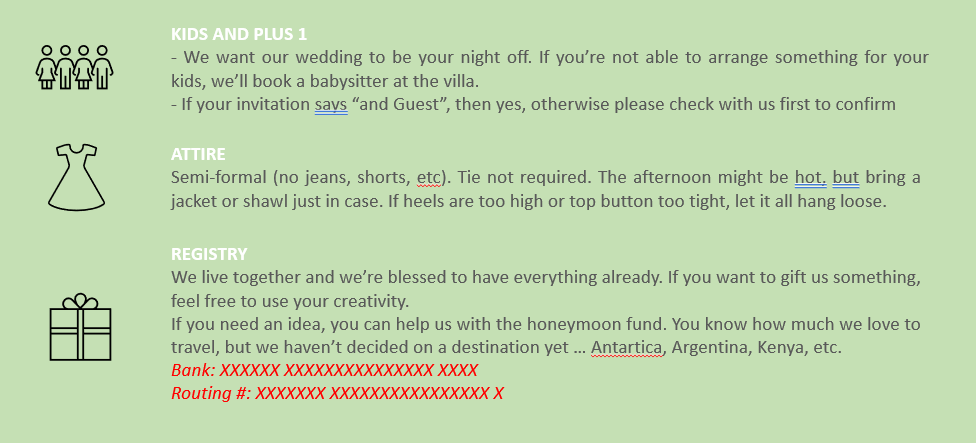 KIDS AND PLUS 1
- We want our wedding to be your night off. If you’re not able to arrange something for your
kids, we’ll book a babysitter at the villa.
- If your invitation says “and Guest”, then yes, otherwise please check with us first to confirm
ATTIRE
Semi-formal (no jeans, shorts, etc). Tie not required. The afternoon might be hot. but bring a
jacket or shawl just in case. If heels are too high or top button too tight, let it all hang loose.
REGISTRY
We live together and we’re blessed to have everything already. If you want to gift us something,
feel free to use your creativity.
If you need an idea, you can help us with the honeymoon fund. You know how much we love to
travel, but we haven’t decided on a destination yet … Antartica, Argentina, Kenya, etc.
Bank: XXXXXX XXXXXXXXXXXXXXX XXXX
Routing #: XXXXXXX XXXXXXXXXXXXXXXX X